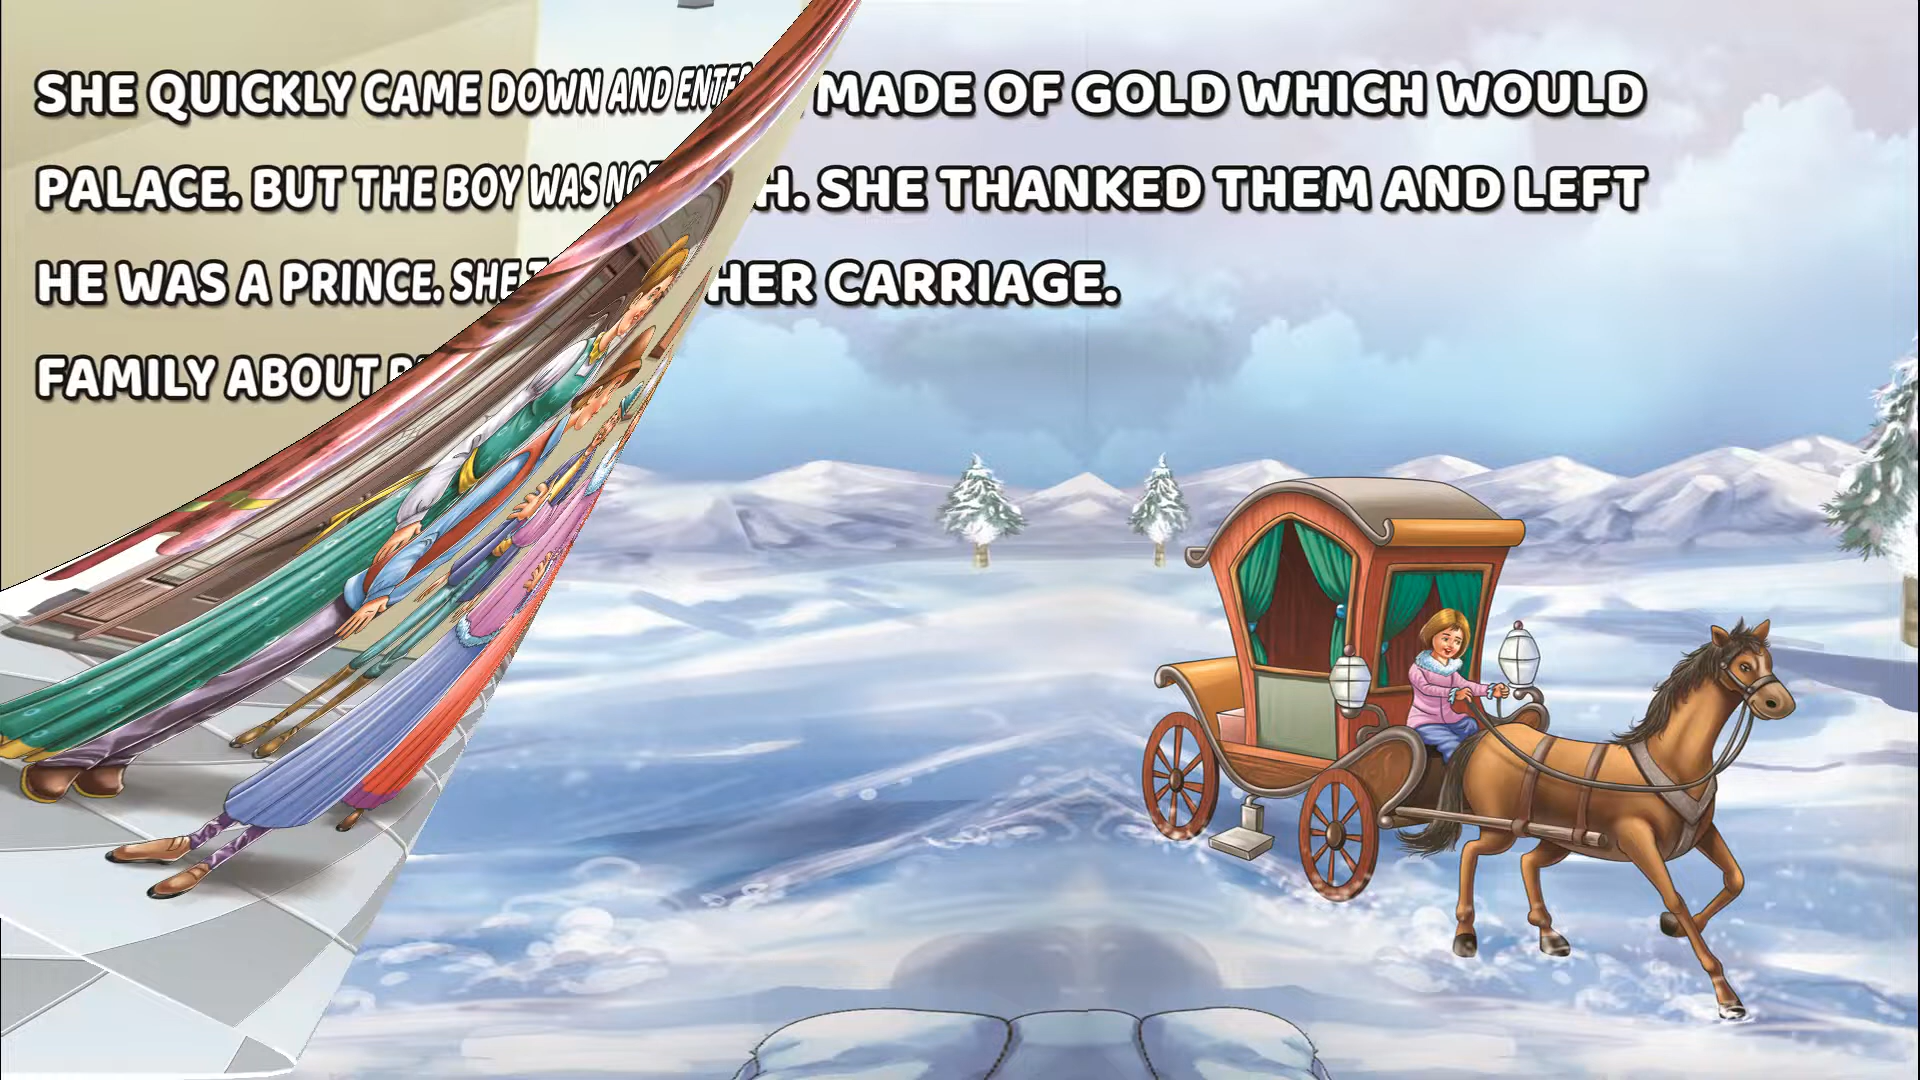 SHE QUICKLY CAME DOWN AND MADE OF GOLD WHICH WOULD
PALACE. BUT THE BOY WAS SHE THANKED THEM AND LEFT
HE WAS A PRINCE. SHE HER CARRIAGE.
FAMILY ABOUT